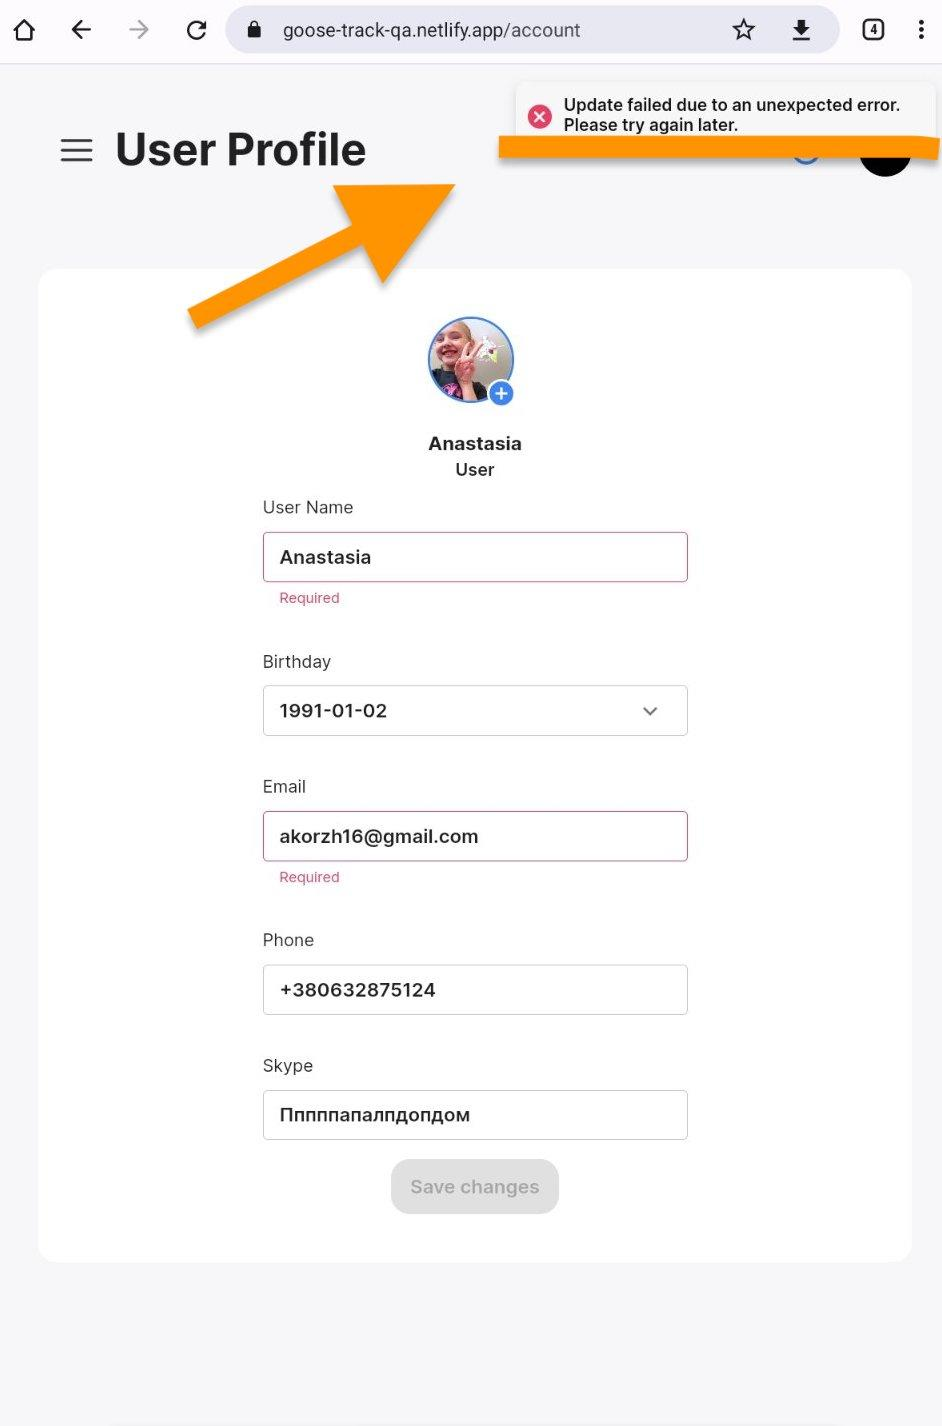 goose-track-qa.netlify.app/account
4
Update failed due to an unexpected error.
Please try again later.
User Profile
Anastasia
User
User Name
Anastasia
Required
Birthday
1991-01-02
Email
akorzh16@gmail.com
Required
Phone
+380632875124
Skype
Пппппапалпдопдом
Save changes